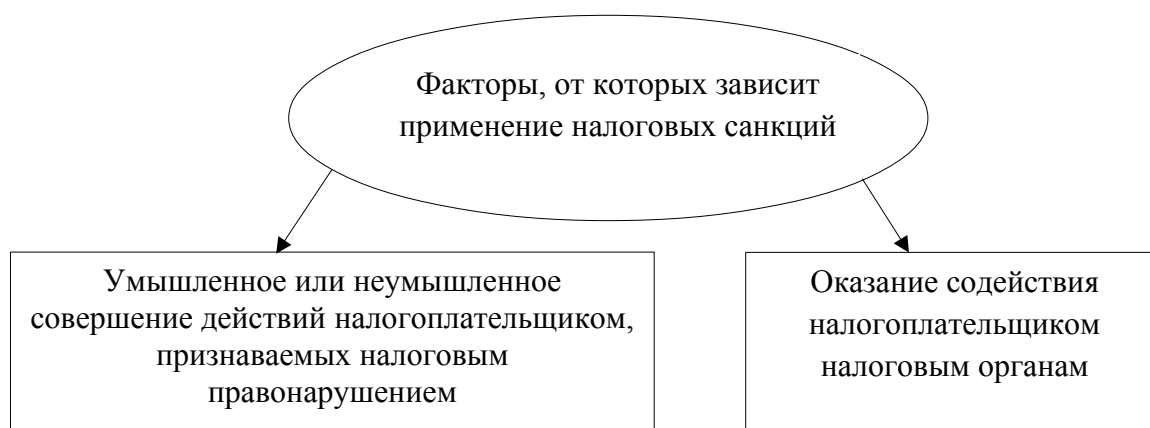 Факторы, от которых зависит
применение налоговых санкций
Умышленное или неумышленное
совершение действий налогоплательщиком,
признаваемых налоговым
правонарушением
Оказание содействия
налогоплательщиком
налоговым органам